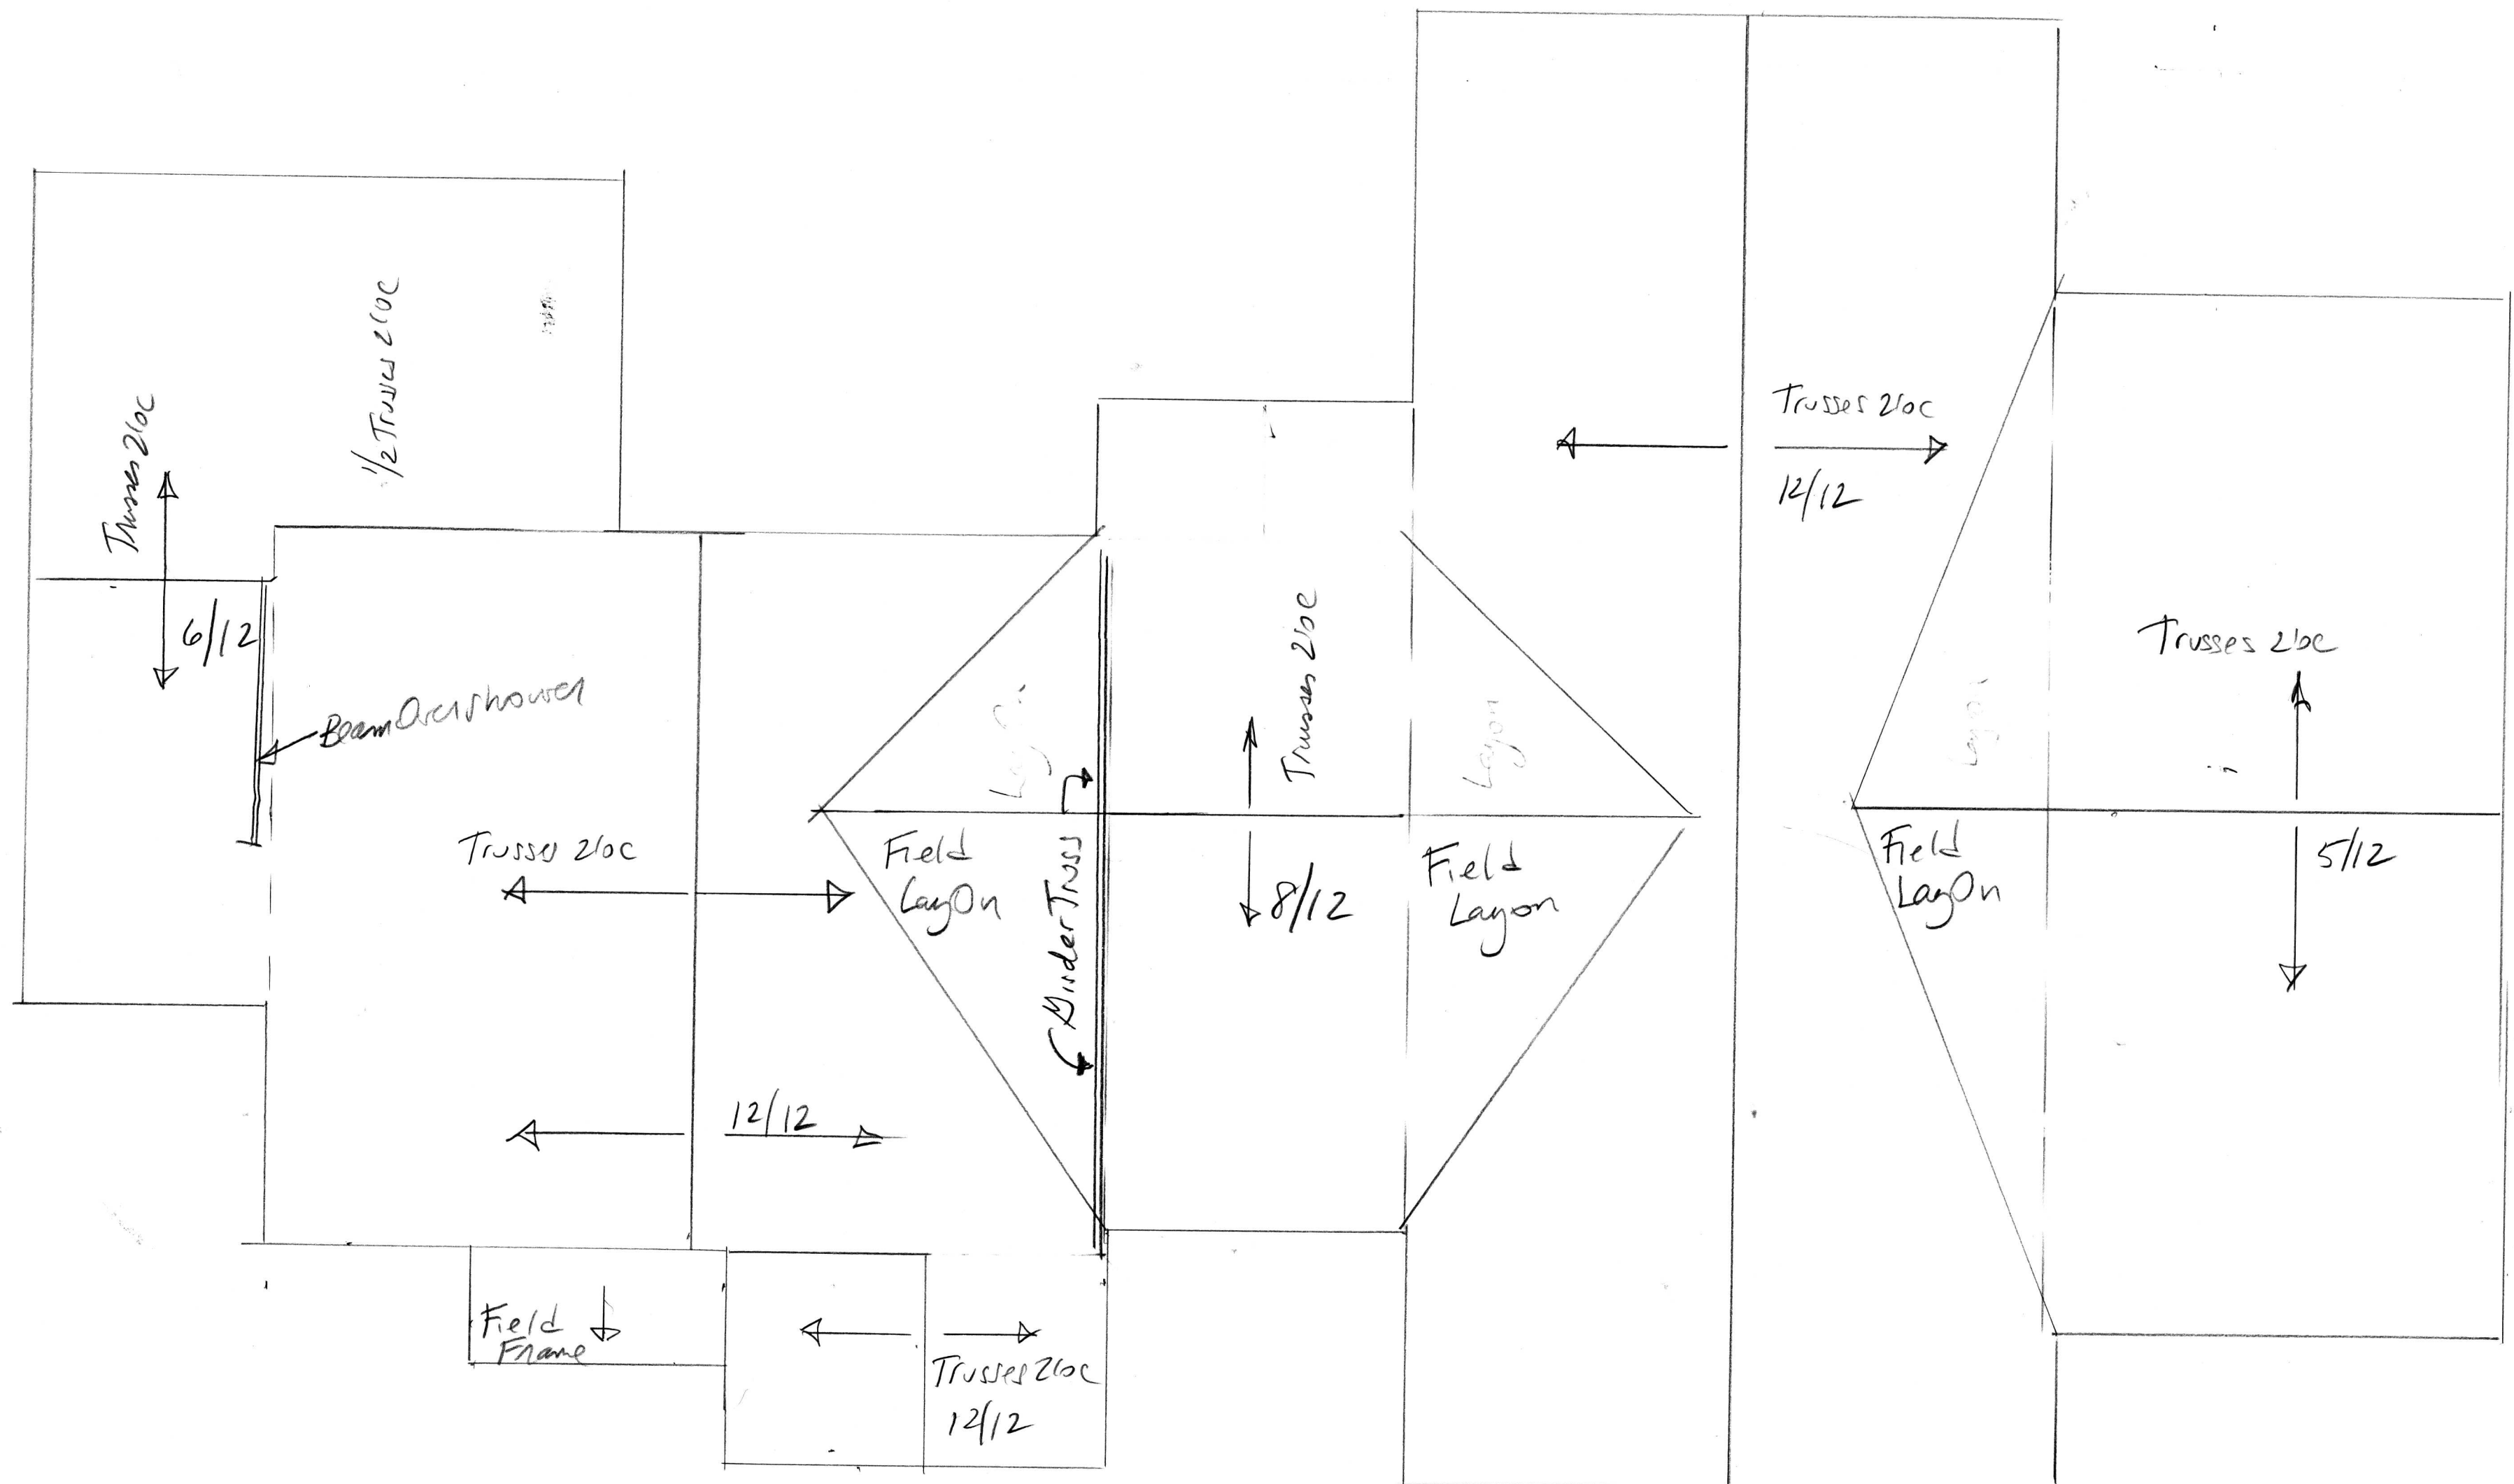 Trusses 2'oc
1/2 Trusses 2'oc
6/12
Beam Over shower
Trusses 2'oc
12/12
Field
Frame
Trusses 2'oc
12/12
Field
LayOn
Girder Truss
Trusses 2'oc
8/12
Layon
Field
Layon
Trusses 2'oc
12/12
Layon
Field
LayOn
Trusses 2'oc
5/12